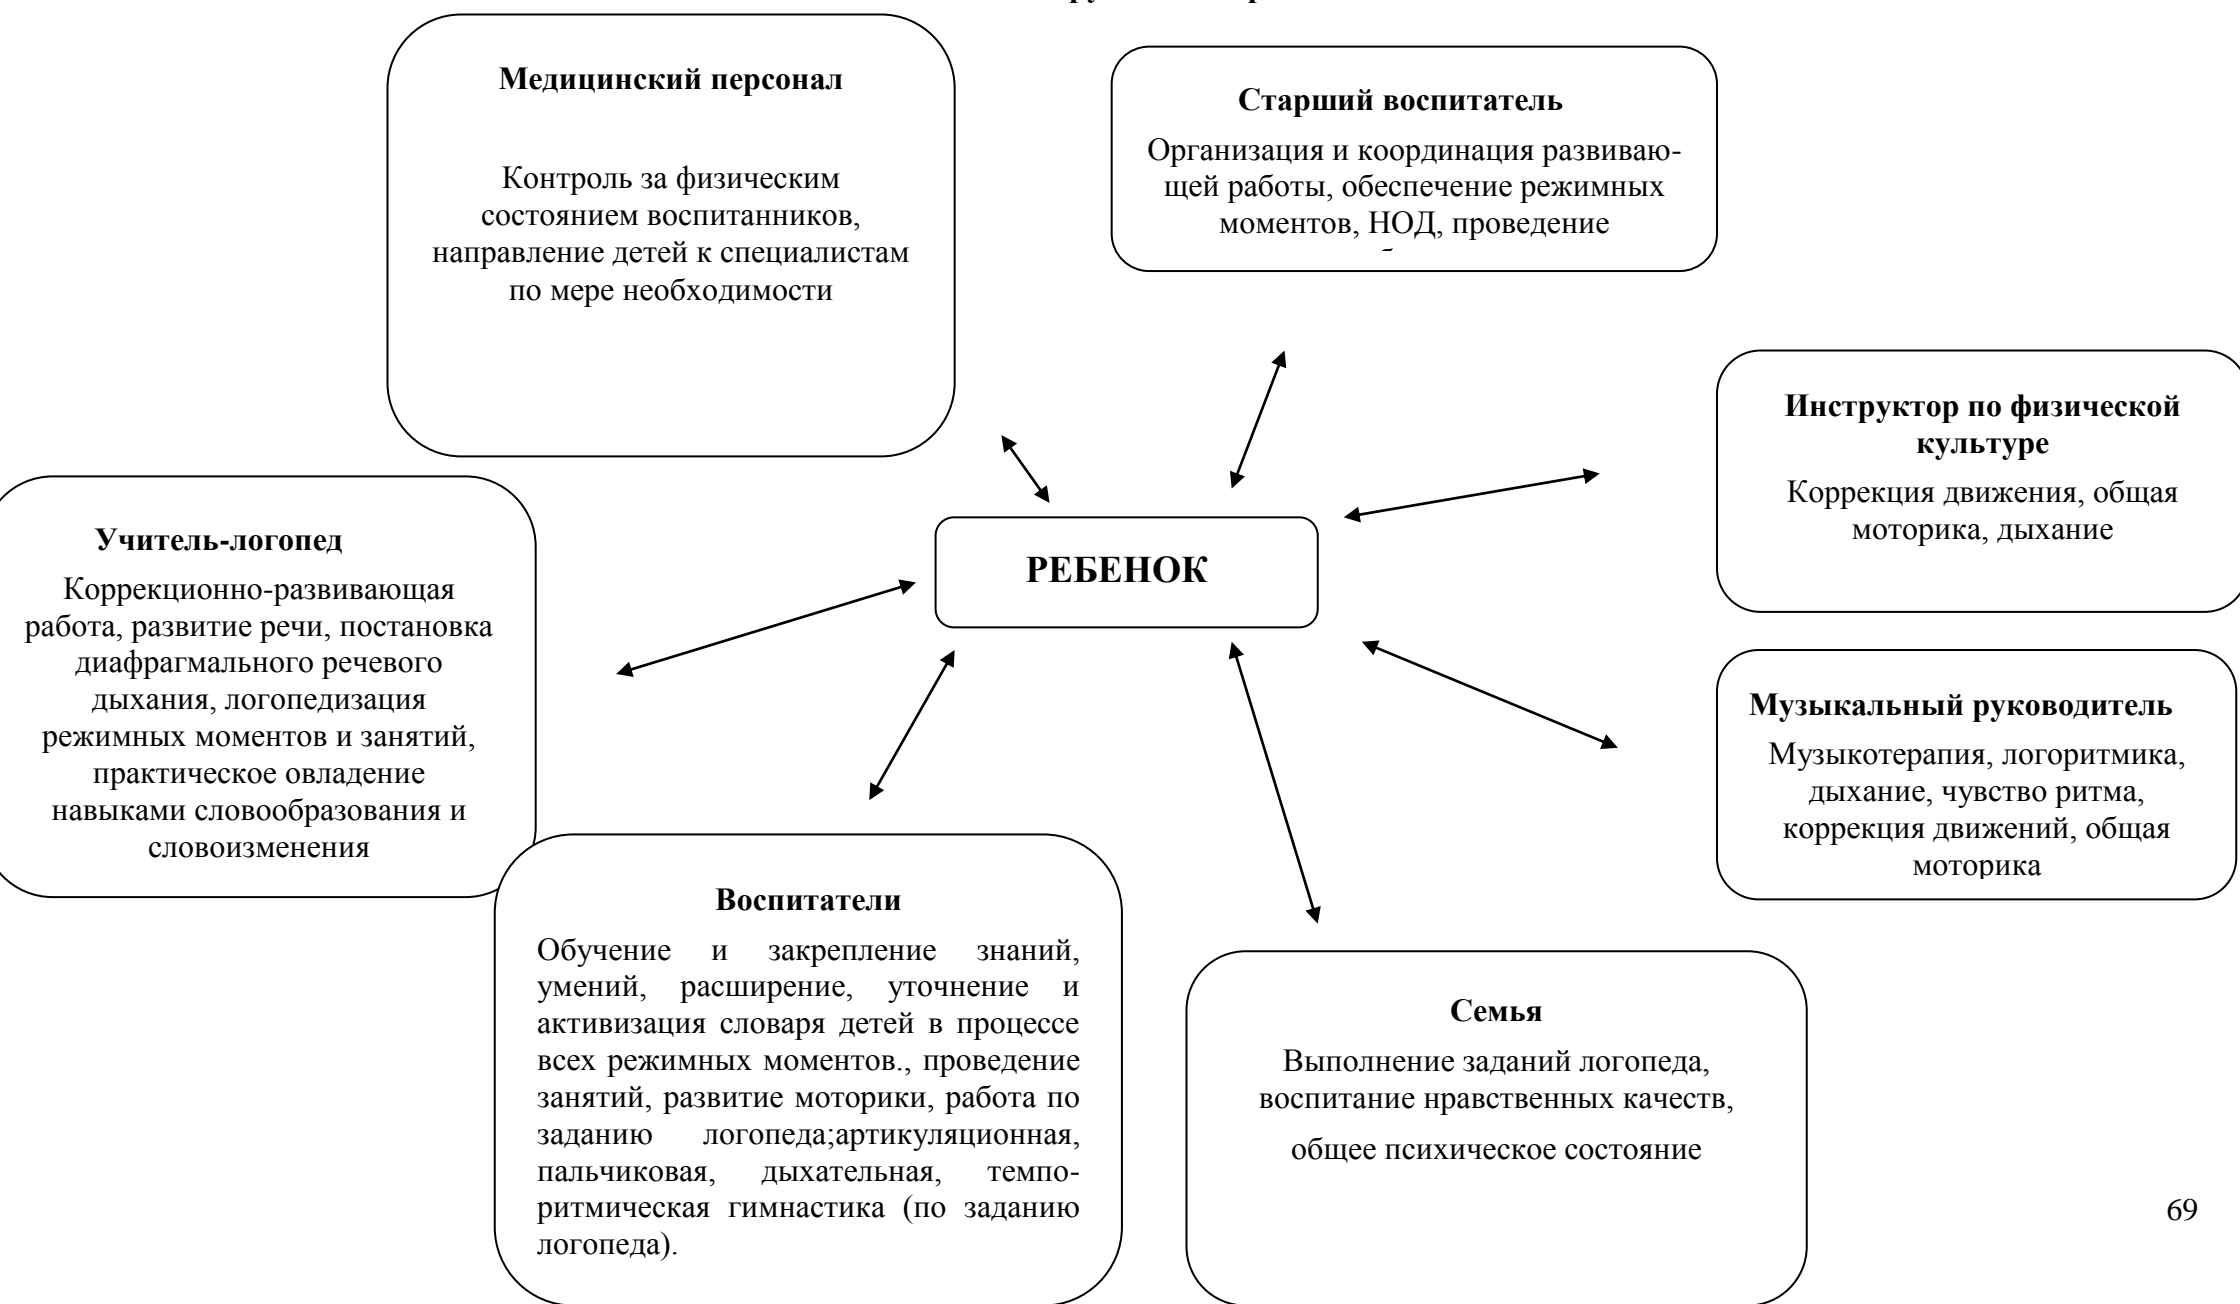 Медицинский персонал
Контроль за физическим
состоянием воспитанников,
направление детей к специалистам
по мере необходимости
Старший воспитатель
Организация и координация развиваю-
щей работы, обеспечение режимных
моментов, НОД, проведение
Инструктор по физической
культуре
Коррекция движения, общая
моторика, дыхание
РЕБЕНОК
Учитель-логопед
Коррекционно-развивающая
работа, развитие речи, постановка
диафрагмального речевого
дыхания, логопедизация
режимных моментов и занятий,
практическое овладение
навыками словообразования и
словоизменения
Музыкальный руководитель
Музыкотерапия, логоритмика,
дыхание, чувство ритма,
коррекция движений, общая
моторика
Воспитатели
Обучение и закрепление знаний,
умений, расширение, уточнение и
активизация словаря детей в процессе
всех режимных моментов., проведение
занятий, развитие моторики, работа по
заданию логопеда;артикуляционная,
пальчиковая, дыхательная, темпо-
ритмическая гимнастика (по заданию
логопеда).
Семья
Выполнение заданий логопеда,
воспитание нравственных качеств,
общее психическое состояние
69